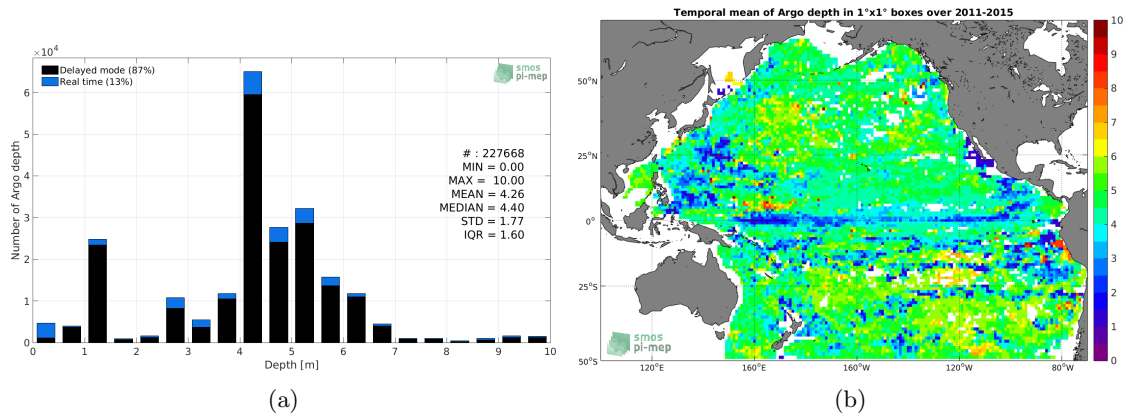 ×10⁴
Delayed mode (87%)
Real time (13%)
smos
pi-mep
6
5
4
3
2
1
0
Number of Argo depth
# : 227668
MIN = 0.00
MAX = 10.00
MEAN = 4.26
MEDIAN = 4.40
STD = 1.77
IQR = 1.60
0 1 2 3 4 5 6 7 8 9 10
Depth [m]
(a)
Temporal mean of Argo depth in 1°x1° boxes over 2011-2015
50°N
25°N
0°
25°S
50°S
120°E 160°E 160°W 120°W 80°W
smos
pi-mep
10
9
8
7
6
5
4
3
2
1
0
(b)